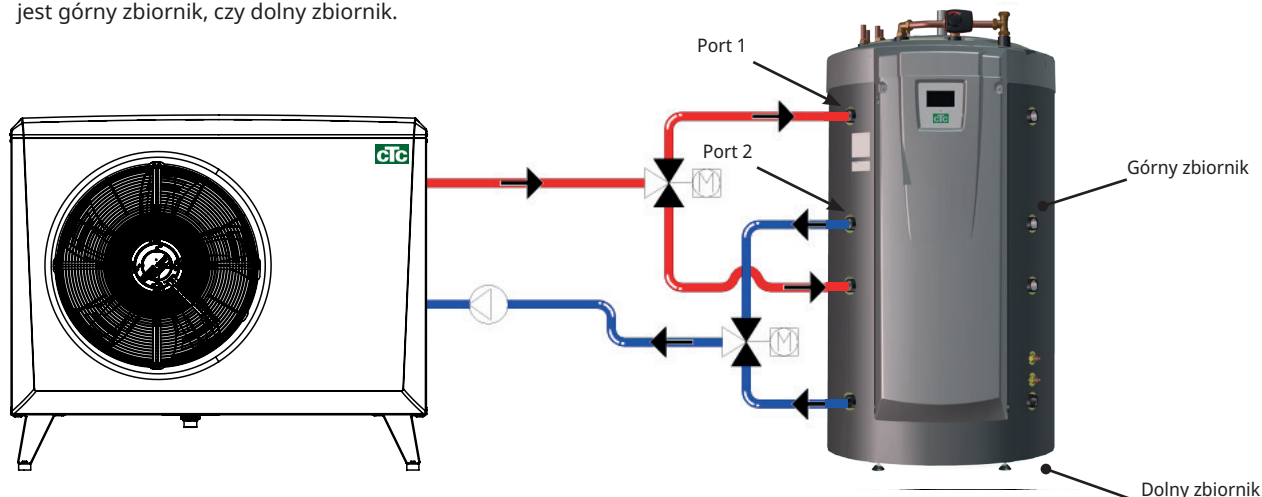 jest górny zbiornik, czy dolny zbiornik.
Port 1
cTc
cTc
Port 2
M
Górny zbiornik
M
Dolny zbiornik